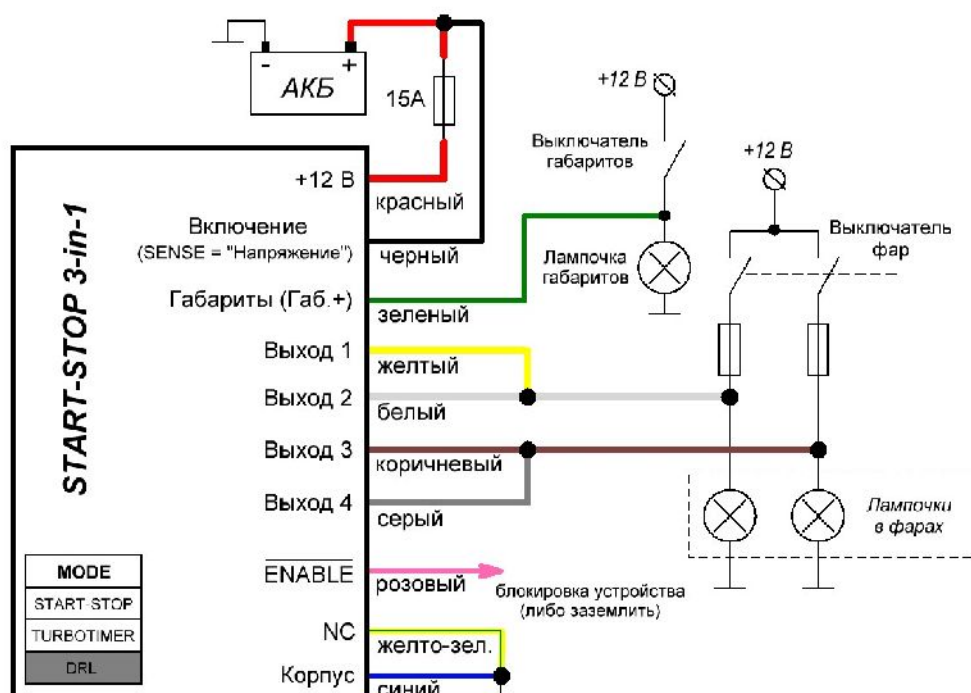 - +
АКБ
15А
+12 В
красный
Включение
(SENSE = "Напряжение")
черный
Габариты (Габ.+)
зеленый
Выход 1
желтый
Выход 2
белый
Выход 3
коричневый
Выход 4
серый
ENABLE
розовый
блокировка устройства
(либо заземлить)
NC
желто-зел.
Корпус
синий
START-STOP 3-in-1
MODE
START-STOP
TURBOTIMER
DRL
+12 В
Выключатель
габаритов
Лампочка
габаритов
+12 В
Выключатель
фар
Лампочки
в фарах